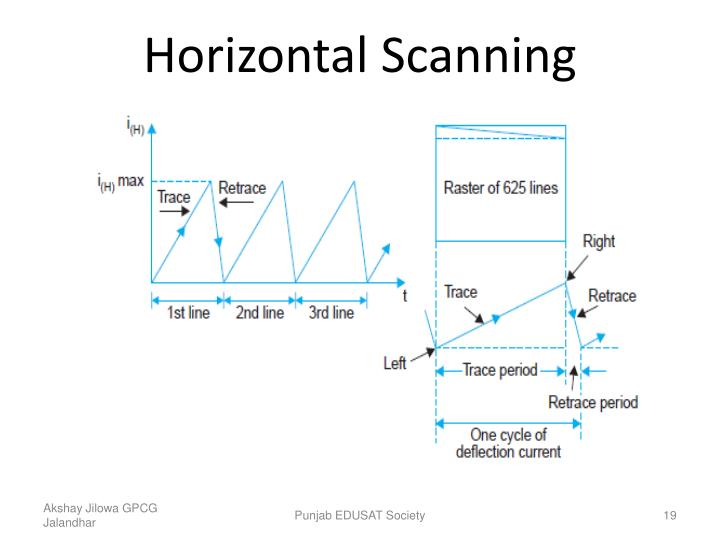 Horizontal Scanning
i(H)
i(H) max
Trace
Retrace
t
1st line
2nd line
3rd line
Raster of 625 lines
Right
Trace
Retrace
Left
Trace period
Retrace period
One cycle of
deflection current
Akshay Jilowa GPCG
Jalandhar
Punjab EDUSAT Society
19